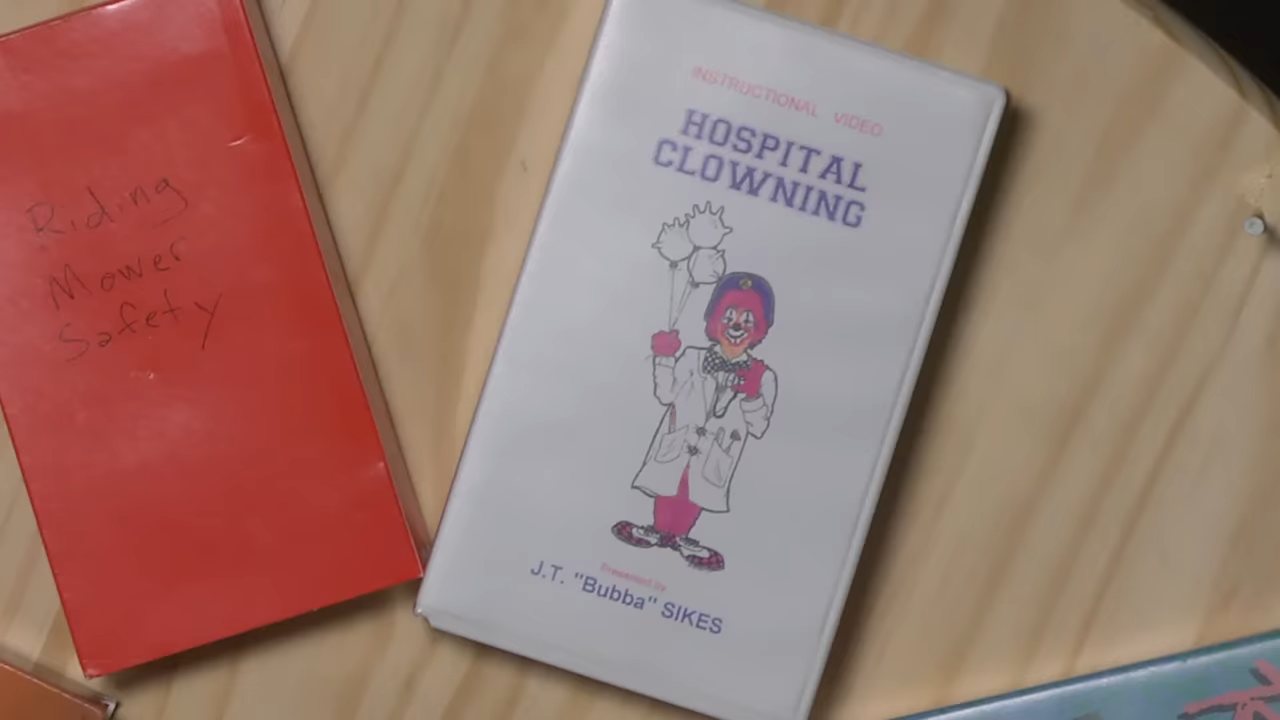 Riding
Mower
Safety
INSTRUCTIONAL VIDEO
HOSPITAL
CLOWNING
Presented by
J.T. "Bubba" SIKES